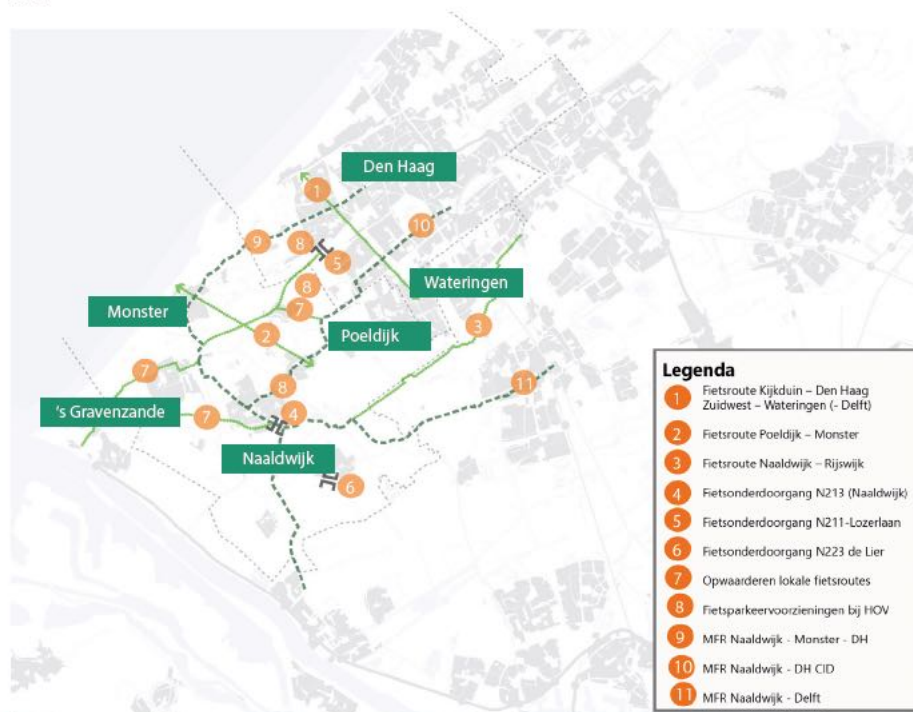 Den Haag
1
10
9
8
5
Wateringen
8
Monster
7
3
2
Poeldijk
7
8
11
's Gravenzande
7
4
Naaldwijk
6
Legenda
1 Fietsroute Kijkduin – Den Haag
Zuidwest – Wateringen (- Delft)
2 Fietsroute Poeldijk – Monster
3 Fietsroute Naaldwijk – Rijswijk
4 Fietsonderdoorgang N213 (Naaldwijk)
5 Fietsonderdoorgang N211-Lozerlaan
6 Fietsonderdoorgang N223 de Lier
7 Opwaarderen lokale fietsroutes
8 Fietsparkeervoorzieningen bij HOV
9 MFR Naaldwijk - Monster - DH
10 MFR Naaldwijk - DH CID
11 MFR Naaldwijk - Delft